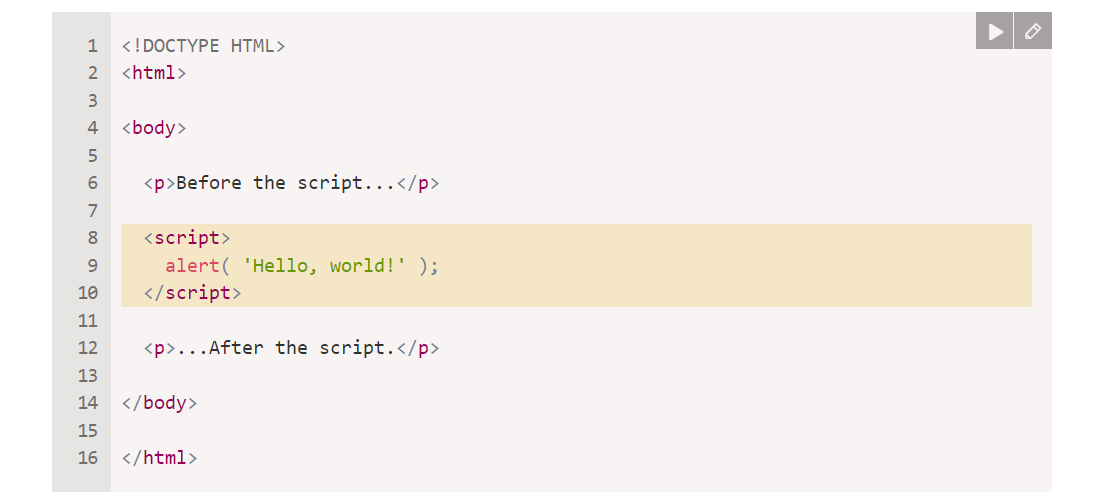 1 <!DOCTYPE HTML>
2 <html>
3
4 <body>
5
6   <p>Before the script...</p>
7
8   <script>
9     alert( 'Hello, world!' );
10   </script>
11
12   <p>...After the script.</p>
13
14 </body>
15
16 </html>